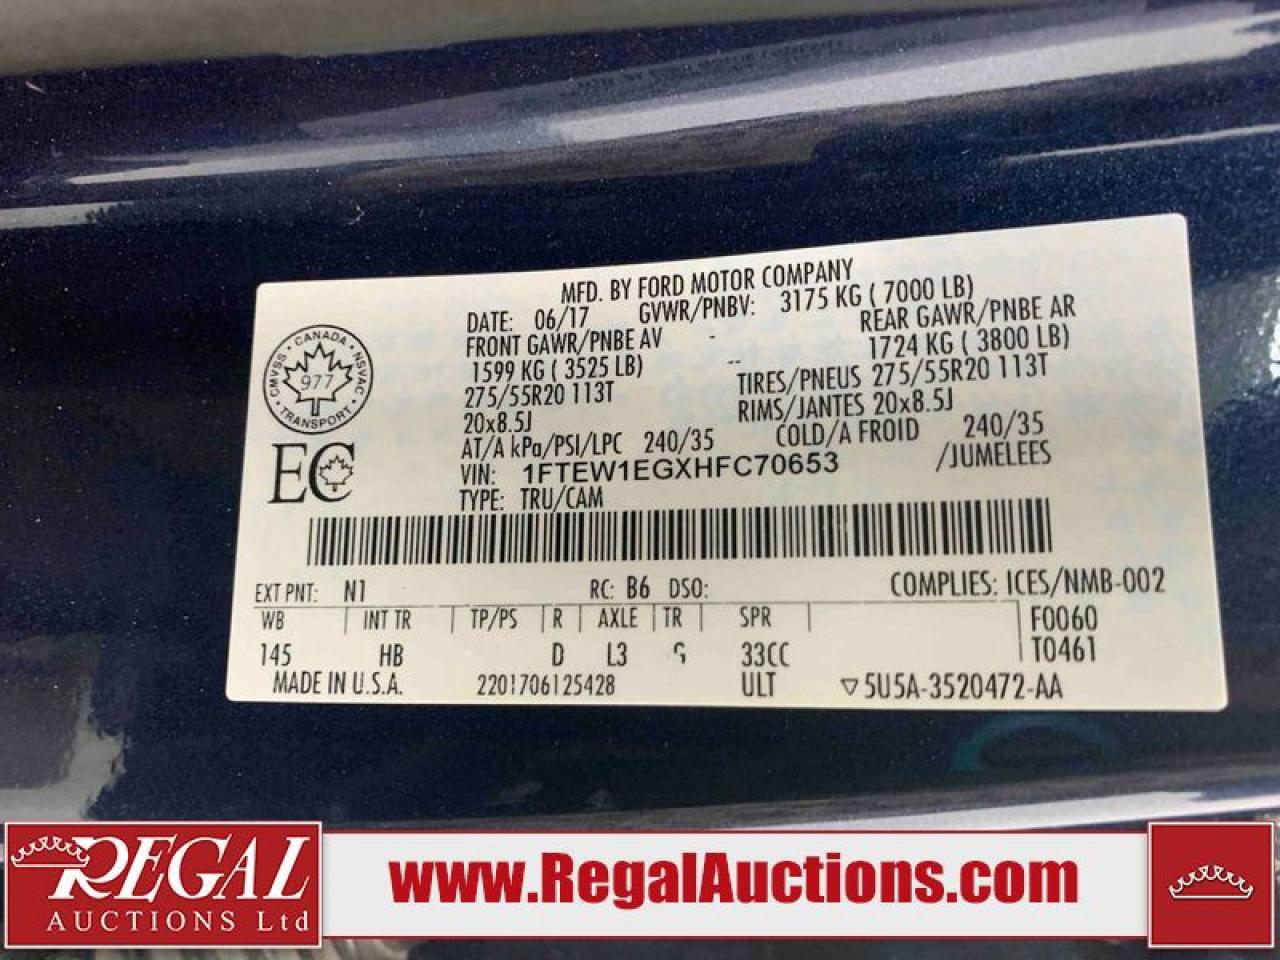 MFD. BY FORD MOTOR COMPANY
DATE: 06/17 GVWR/PNBV: 3175 KG ( 7000 LB)
FRONT GAWR/PNBE AV - REAR GAWR/PNBE AR
1599 KG ( 3525 LB) -- 1724 KG ( 3800 LB)
275/55R20 113T TIRES/PNEUS 275/55R20 113T
20x8.5J RIMS/JANTES 20x8.5J
AT/A kPa/PSI/LPC 240/35 COLD/A FROID 240/35
VIN: 1FTEW1EGXHFC70653 /JUMELEES
TYPE: TRU/CAM
CMVSS · CANADA · NSVAC
977
TRANSPORT
EC
EXT PNT: N1 RC: B6 DSO: COMPLIES: ICES/NMB-002
WB INT TR TP/PS R AXLE TR SPR F0060
145 HB D L3 G 33CC T0461
MADE IN U.S.A. 2201706125428 ULT ▽5U5A-3520472-AA
REGAL
AUCTIONS Ltd
www.RegalAuctions.com